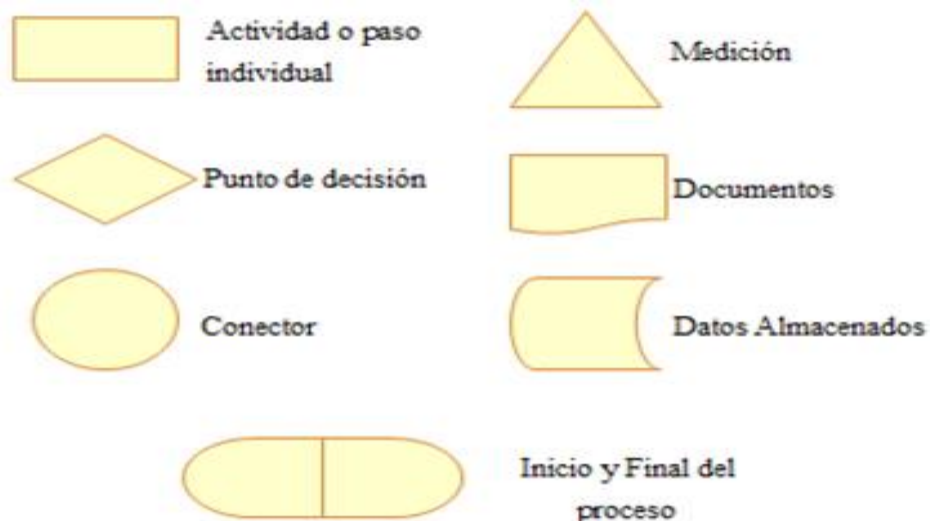 Actividad o paso
individual
Medición
Punto de decisión
Documentos
Conector
Datos Almacenados
Inicio y Final del
proceso